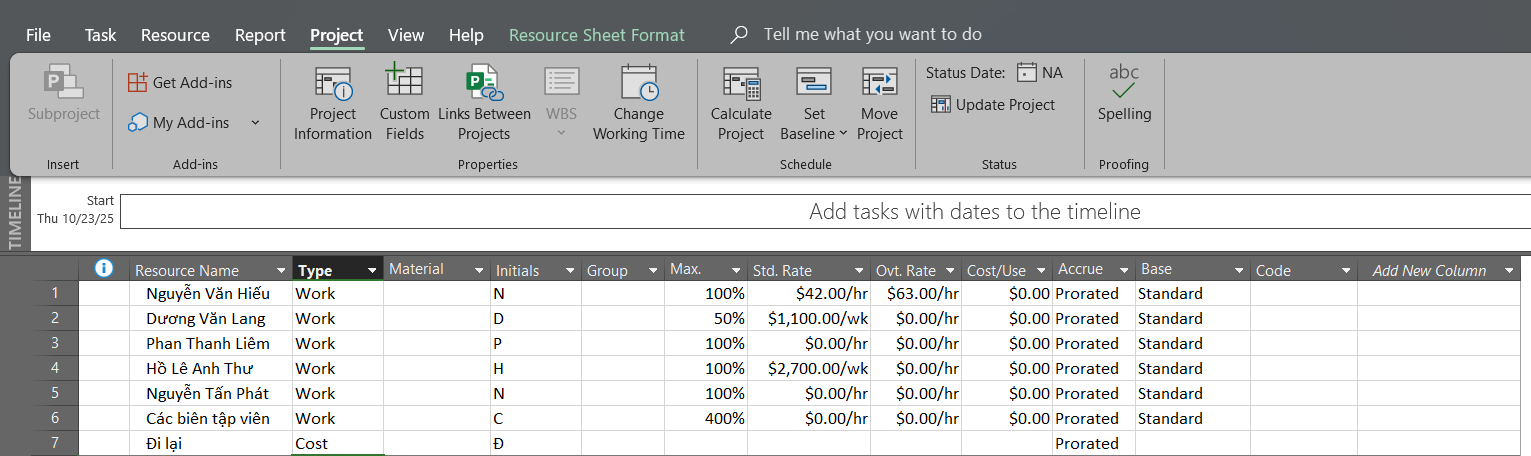 File Task Resource Report Project View Help Resource Sheet Format Tell me what you want to do
Subproject
Insert
Get Add-ins
My Add-ins
Add-ins
Project Information
Custom Fields
Links Between Projects
WBS
Change Working Time
Properties
Calculate Project
Set Baseline
Move Project
Schedule
Status Date: NA
Update Project
Status
abc
Spelling
Proofing
TIMELINE
Start
Thu 10/23/25
Add tasks with dates to the timeline
Resource Name Type Material Initials Group Max. Std. Rate Ovt. Rate Cost/Use Accrue Base Code Add New Column
1 Nguyễn Văn Hiếu Work N 100% $42.00/hr $63.00/hr $0.00 Prorated Standard
2 Dương Văn Lang Work D 50% $1,100.00/wk $0.00/hr $0.00 Prorated Standard
3 Phan Thanh Liêm Work P 100% $0.00/hr $0.00/hr $0.00 Prorated Standard
4 Hồ Lê Anh Thư Work H 100% $2,700.00/wk $0.00/hr $0.00 Prorated Standard
5 Nguyễn Tấn Phát Work N 100% $0.00/hr $0.00/hr $0.00 Prorated Standard
6 Các biên tập viên Work C 400% $0.00/hr $0.00/hr $0.00 Prorated Standard
7 Đi lại Cost Đ Prorated